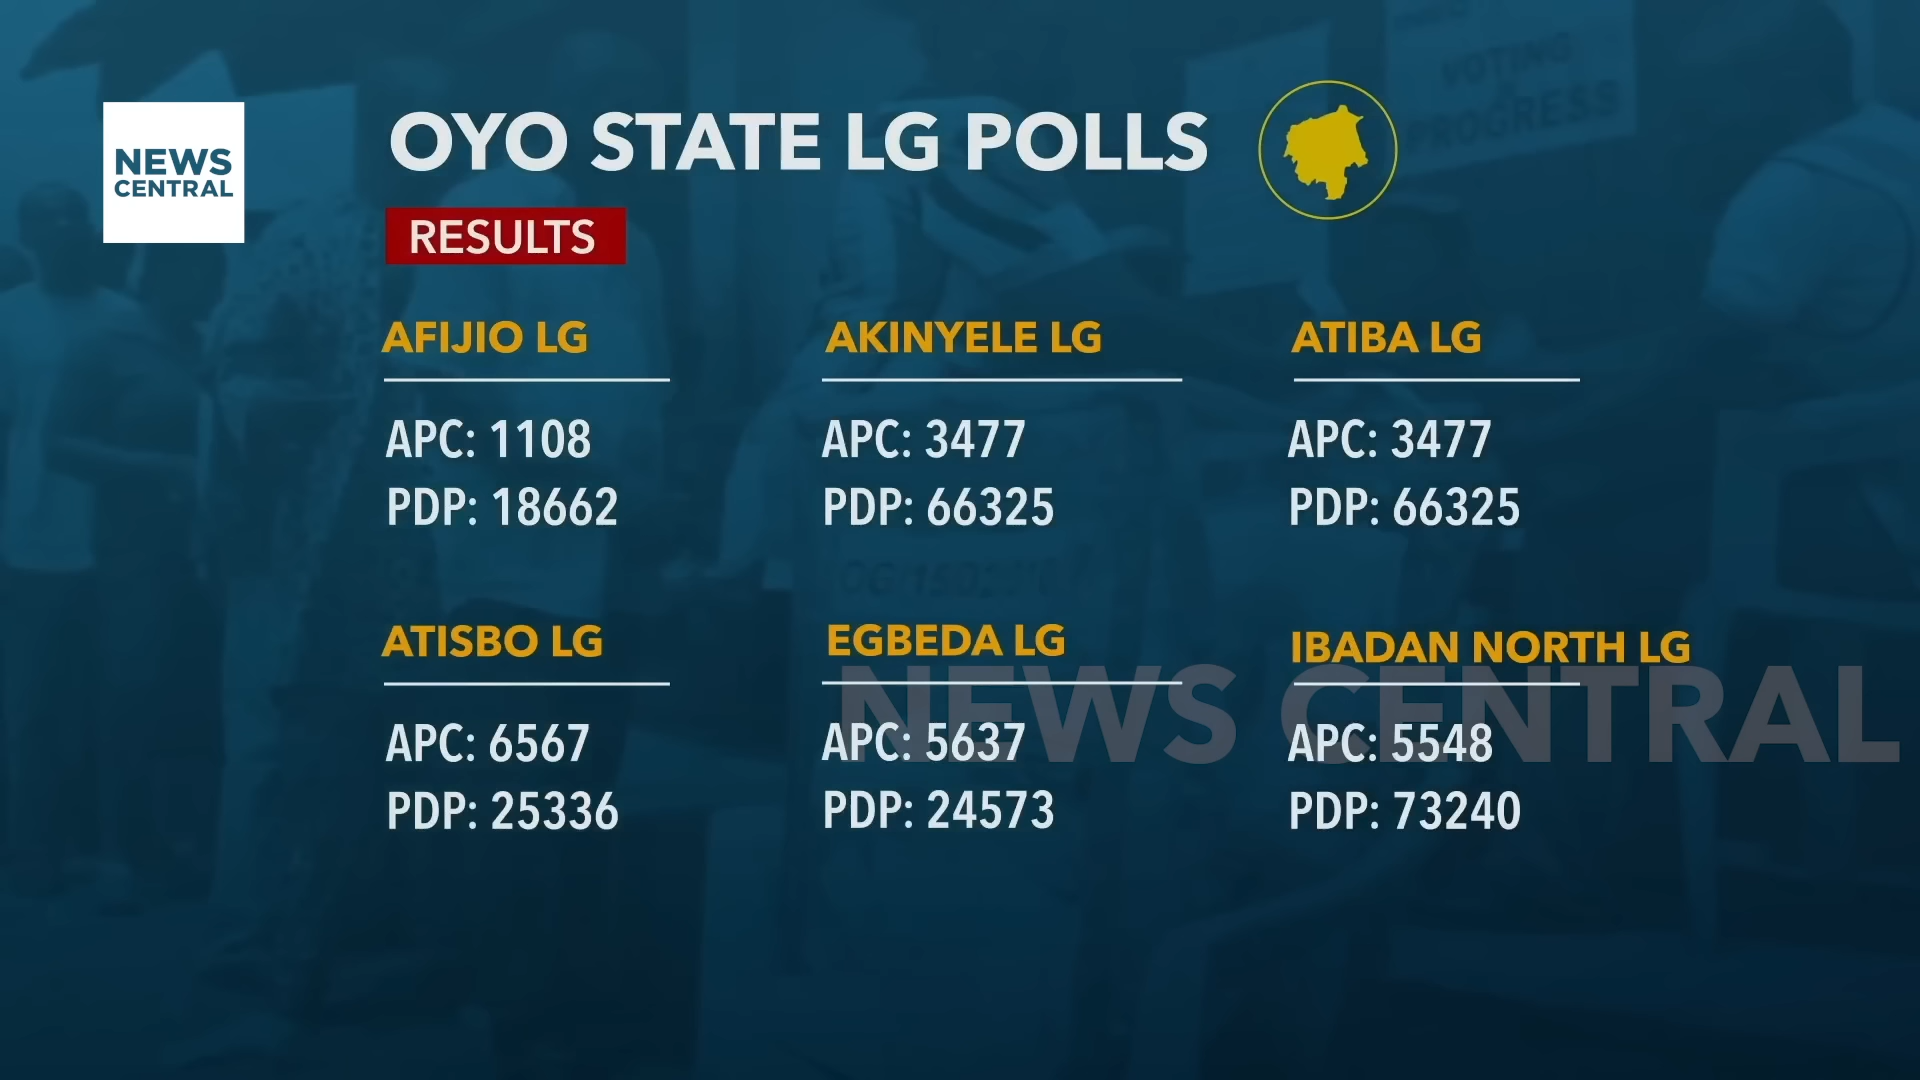 NEWS
CENTRAL
OYO STATE LG POLLS
RESULTS
VOTING
PROGRESS
AFIJIO LG
APC: 1108
PDP: 18662
AKINYELE LG
APC: 3477
PDP: 66325
ATIBA LG
APC: 3477
PDP: 66325
ATISBO LG
APC: 6567
PDP: 25336
EGBEDA LG
APC: 5637
PDP: 24573
IBADAN NORTH LG
APC: 5548
PDP: 73240
NEWS CENTRAL